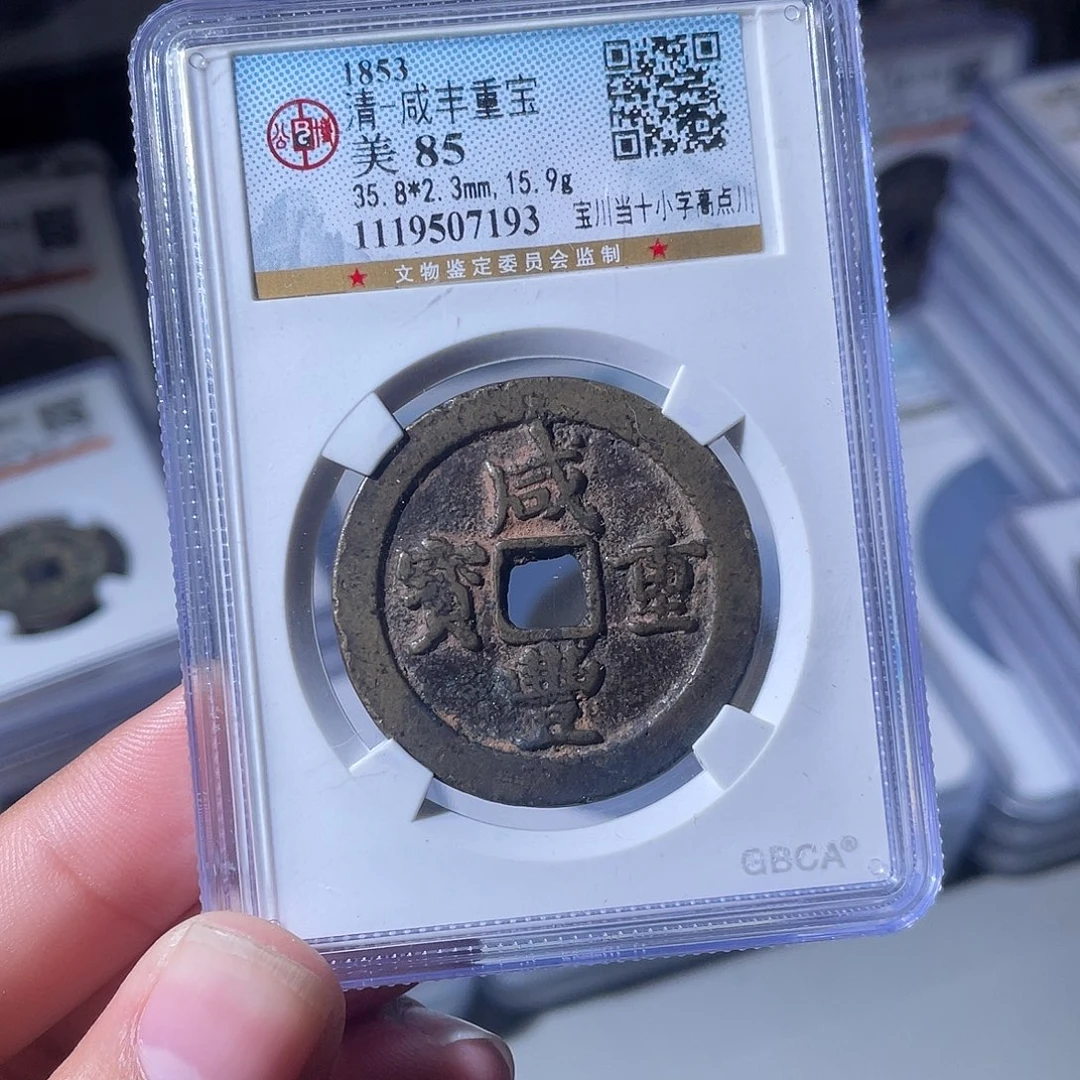 1853
清-咸丰重宝
美 85
35.8*2.3mm, 15.9g
宝川当十小字高点川
1119507193
文物鉴定委员会监制
公博
咸
寶 重
豐
GBCA®